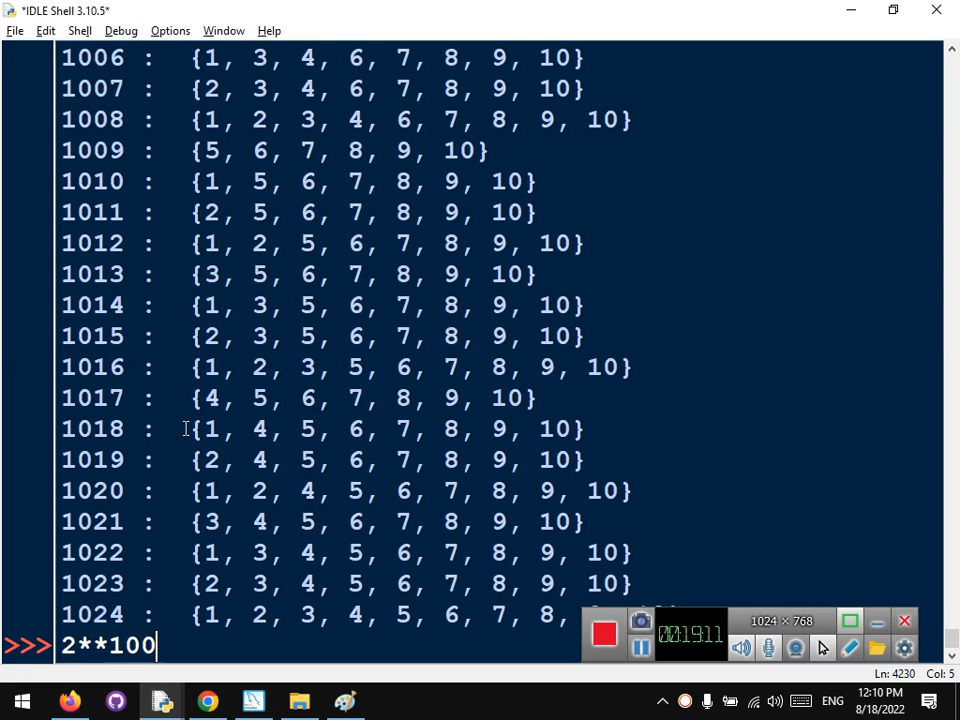 *IDLE Shell 3.10.5*
File Edit Shell Debug Options Window Help
1006 : {1, 3, 4, 6, 7, 8, 9, 10}
1007 : {2, 3, 4, 6, 7, 8, 9, 10}
1008 : {1, 2, 3, 4, 6, 7, 8, 9, 10}
1009 : {5, 6, 7, 8, 9, 10}
1010 : {1, 5, 6, 7, 8, 9, 10}
1011 : {2, 5, 6, 7, 8, 9, 10}
1012 : {1, 2, 5, 6, 7, 8, 9, 10}
1013 : {3, 5, 6, 7, 8, 9, 10}
1014 : {1, 3, 5, 6, 7, 8, 9, 10}
1015 : {2, 3, 5, 6, 7, 8, 9, 10}
1016 : {1, 2, 3, 5, 6, 7, 8, 9, 10}
1017 : {4, 5, 6, 7, 8, 9, 10}
1018 : {1, 4, 5, 6, 7, 8, 9, 10}
1019 : {2, 4, 5, 6, 7, 8, 9, 10}
1020 : {1, 2, 4, 5, 6, 7, 8, 9, 10}
1021 : {3, 4, 5, 6, 7, 8, 9, 10}
1022 : {1, 3, 4, 5, 6, 7, 8, 9, 10}
1023 : {2, 3, 4, 5, 6, 7, 8, 9, 10}
1024 : {1, 2, 3, 4, 5, 6, 7, 8,
>>> 2**100
00:19:11
1024 × 768
Ln: 4230 Col: 5
ENG
12:10 PM
8/18/2022